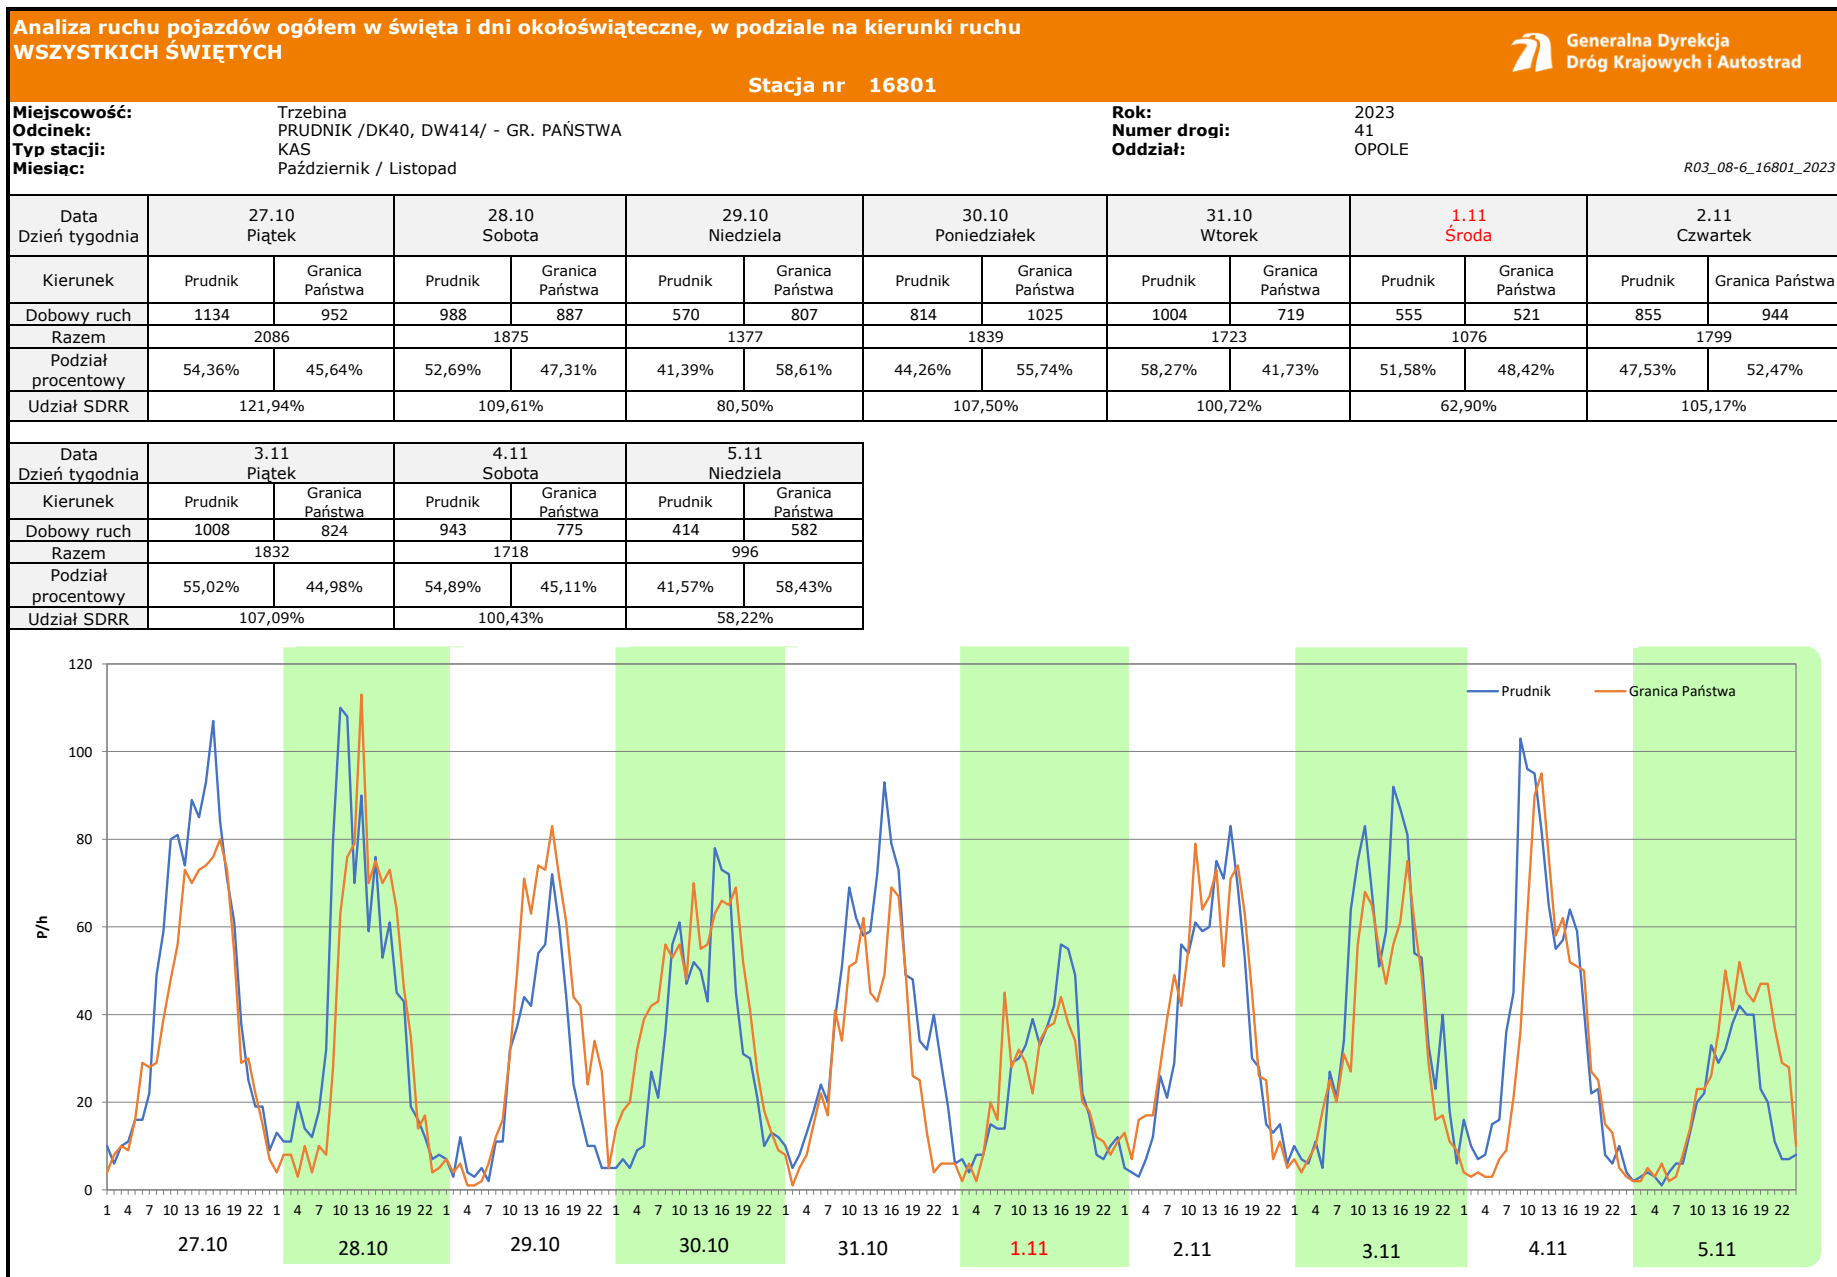 Analiza ruchu pojazdów ogółem w święta i dni okołoświąteczne, w podziale na kierunki ruchu
WSZYSTKICH ŚWIĘTYCH
Generalna Dyrekcja
Dróg Krajowych i Autostrad
Stacja nr 16801
Miejscowość: Trzebina Rok: 2023
Odcinek: PRUDNIK /DK40, DW414/ - GR. PAŃSTWA Numer drogi: 41
Typ stacji: KAS Oddział: OPOLE
Miesiąc: Październik / Listopad R03_08-6_16801_2023
Data 27.10 28.10 29.10 30.10 31.10 1.11 2.11
Dzień tygodnia Piątek Sobota Niedziela Poniedziałek Wtorek Środa Czwartek
Kierunek Prudnik Granica Państwa Prudnik Granica Państwa Prudnik Granica Państwa Prudnik Granica Państwa Prudnik Granica Państwa Prudnik Granica Państwa Prudnik Granica Państwa
Dobowy ruch 1134 952 988 887 570 807 814 1025 1004 719 555 521 855 944
Razem 2086 1875 1377 1839 1723 1076 1799
Podział procentowy 54,36% 45,64% 52,69% 47,31% 41,39% 58,61% 44,26% 55,74% 58,27% 41,73% 51,58% 48,42% 47,53% 52,47%
Udział SDRR 121,94% 109,61% 80,50% 107,50% 100,72% 62,90% 105,17%
Data 3.11 4.11 5.11
Dzień tygodnia Piątek Sobota Niedziela
Kierunek Prudnik Granica Państwa Prudnik Granica Państwa Prudnik Granica Państwa
Dobowy ruch 1008 824 943 775 414 582
Razem 1832 1718 996
Podział procentowy 55,02% 44,98% 54,89% 45,11% 41,57% 58,43%
Udział SDRR 107,09% 100,43% 58,22%
120
Prudnik Granica Państwa
100
80
60
P/h
40
20
0
1 4 7 10 13 16 19 22 1 4 7 10 13 16 19 22 1 4 7 10 13 16 19 22 1 4 7 10 13 16 19 22 1 4 7 10 13 16 19 22 1 4 7 10 13 16 19 22 1 4 7 10 13 16 19 22 1 4 7 10 13 16 19 22 1 4 7 10 13 16 19 22 1 4 7 10 13 16 19 22
27.10 28.10 29.10 30.10 31.10 1.11 2.11 3.11 4.11 5.11